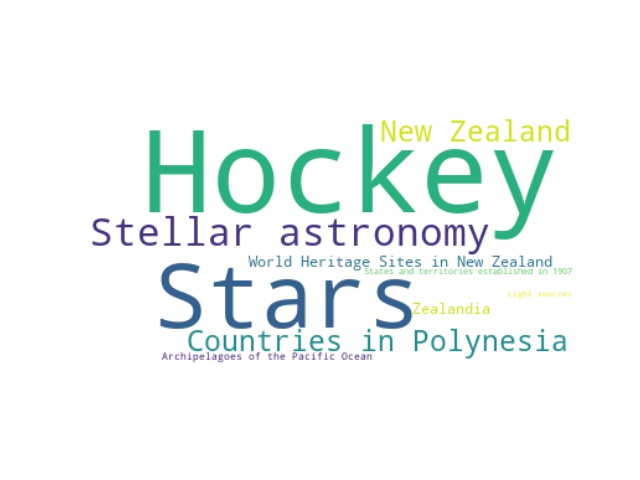 New Zealand
Hockey
Stellar astronomy
World Heritage Sites in New Zealand
States and territories established in 1907
Stars
Light sources
Zealandia
Countries in Polynesia
Archipelagoes of the Pacific Ocean